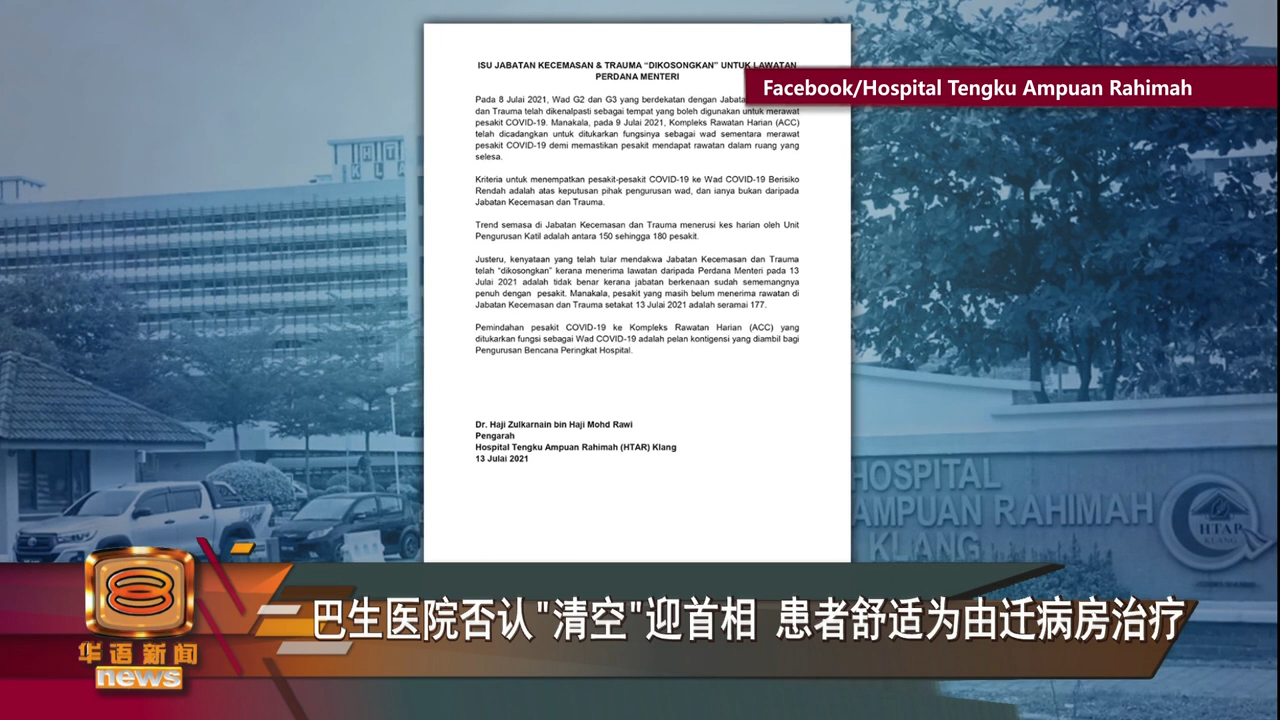 ISU JABATAN KECEMASAN & TRAUMA “DIKOSONGKAN” UNTUK LAWATAN
PERDANA MENTERI
Facebook/Hospital Tengku Ampuan Rahimah
Pada 8 Julai 2021, Wad G2 dan G3 yang berdekatan dengan
dan Trauma telah dikenalpasti sebagai tempat yang boleh digunakan untuk merawat
pesakit COVID-19. Manakala, pada 9 Julai 2021, Kompleks Rawatan Harian (ACC)
telah dicadangkan untuk ditukarkan fungsinya sebagai wad sementara merawat
pesakit COVID-19 demi memastikan pesakit mendapat rawatan dalam ruang yang
selesa.
Kriteria untuk menempatkan pesakit-pesakit COVID-19 ke Wad COVID-19 Berisiko
Rendah adalah atas keputusan pihak pengurusan wad, dan ianya bukan daripada
Jabatan Kecemasan dan Trauma.
Trend semasa di Jabatan Kecemasan dan Trauma menerusi kes harian oleh Unit
Pengurusan Katil adalah antara 150 sehingga 180 pesakit.
Justeru, kenyataan yang telah tular mendakwa Jabatan Kecemasan dan Trauma
telah “dikosongkan” kerana menerima lawatan daripada Perdana Menteri pada 13
Julai 2021 adalah tidak benar kerana jabatan berkenaan sudah sememangnya
penuh dengan pesakit. Manakala, pesakit yang masih belum menerima rawatan di
Jabatan Kecemasan dan Trauma setakat 13 Julai 2021 adalah seramai 177.
Pemindahan pesakit COVID-19 ke Kompleks Rawatan Harian (ACC) yang
ditukarkan fungsi sebagai Wad COVID-19 adalah pelan kontigensi yang diambil bagi
Pengurusan Bencana Peringkat Hospital.
Dr. Haji Zulkarnain bin Haji Mohd Rawi
Pengarah
Hospital Tengku Ampuan Rahimah (HTAR) Klang
13 Julai 2021
HOSPITAL
AMPUAN RAHIMAH
KLANG
HTAR
KLANG
8
华语新闻
news
巴生医院否认"清空"迎首相 患者舒适为由迁病房治疗